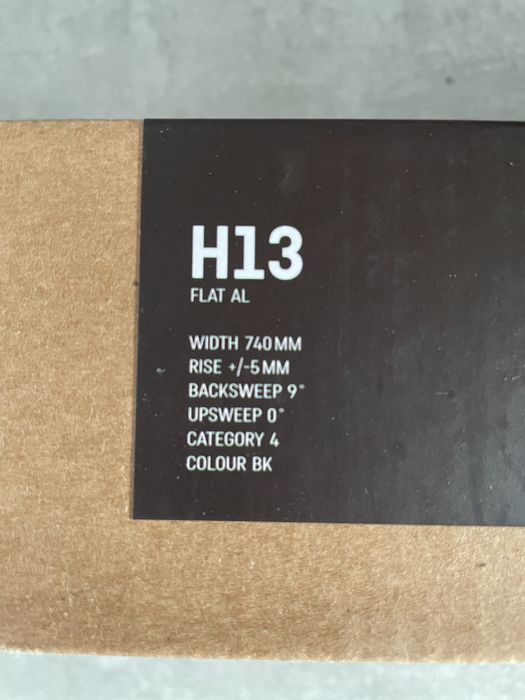 H13
FLAT AL
WIDTH 740 MM
RISE +/-5 MM
BACKSWEEP 9°
UPSWEEP 0°
CATEGORY 4
COLOUR BK